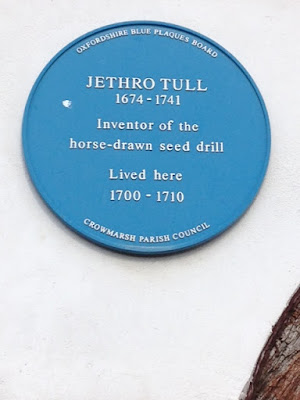 OXFORDSHIRE BLUE PLAQUES BOARD
JETHRO TULL
1674 - 1741
Inventor of the
horse-drawn seed drill
Lived here
1700 - 1710
CROWMARSH PARISH COUNCIL